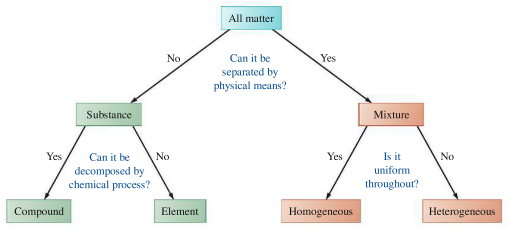 All matter
No
Can it be
separated by
physical means?
Yes
Substance
Mixture
Yes
Can it be
decomposed by
chemical process?
No
Yes
Is it
uniform
throughout?
No
Compound
Element
Homogeneous
Heterogeneous